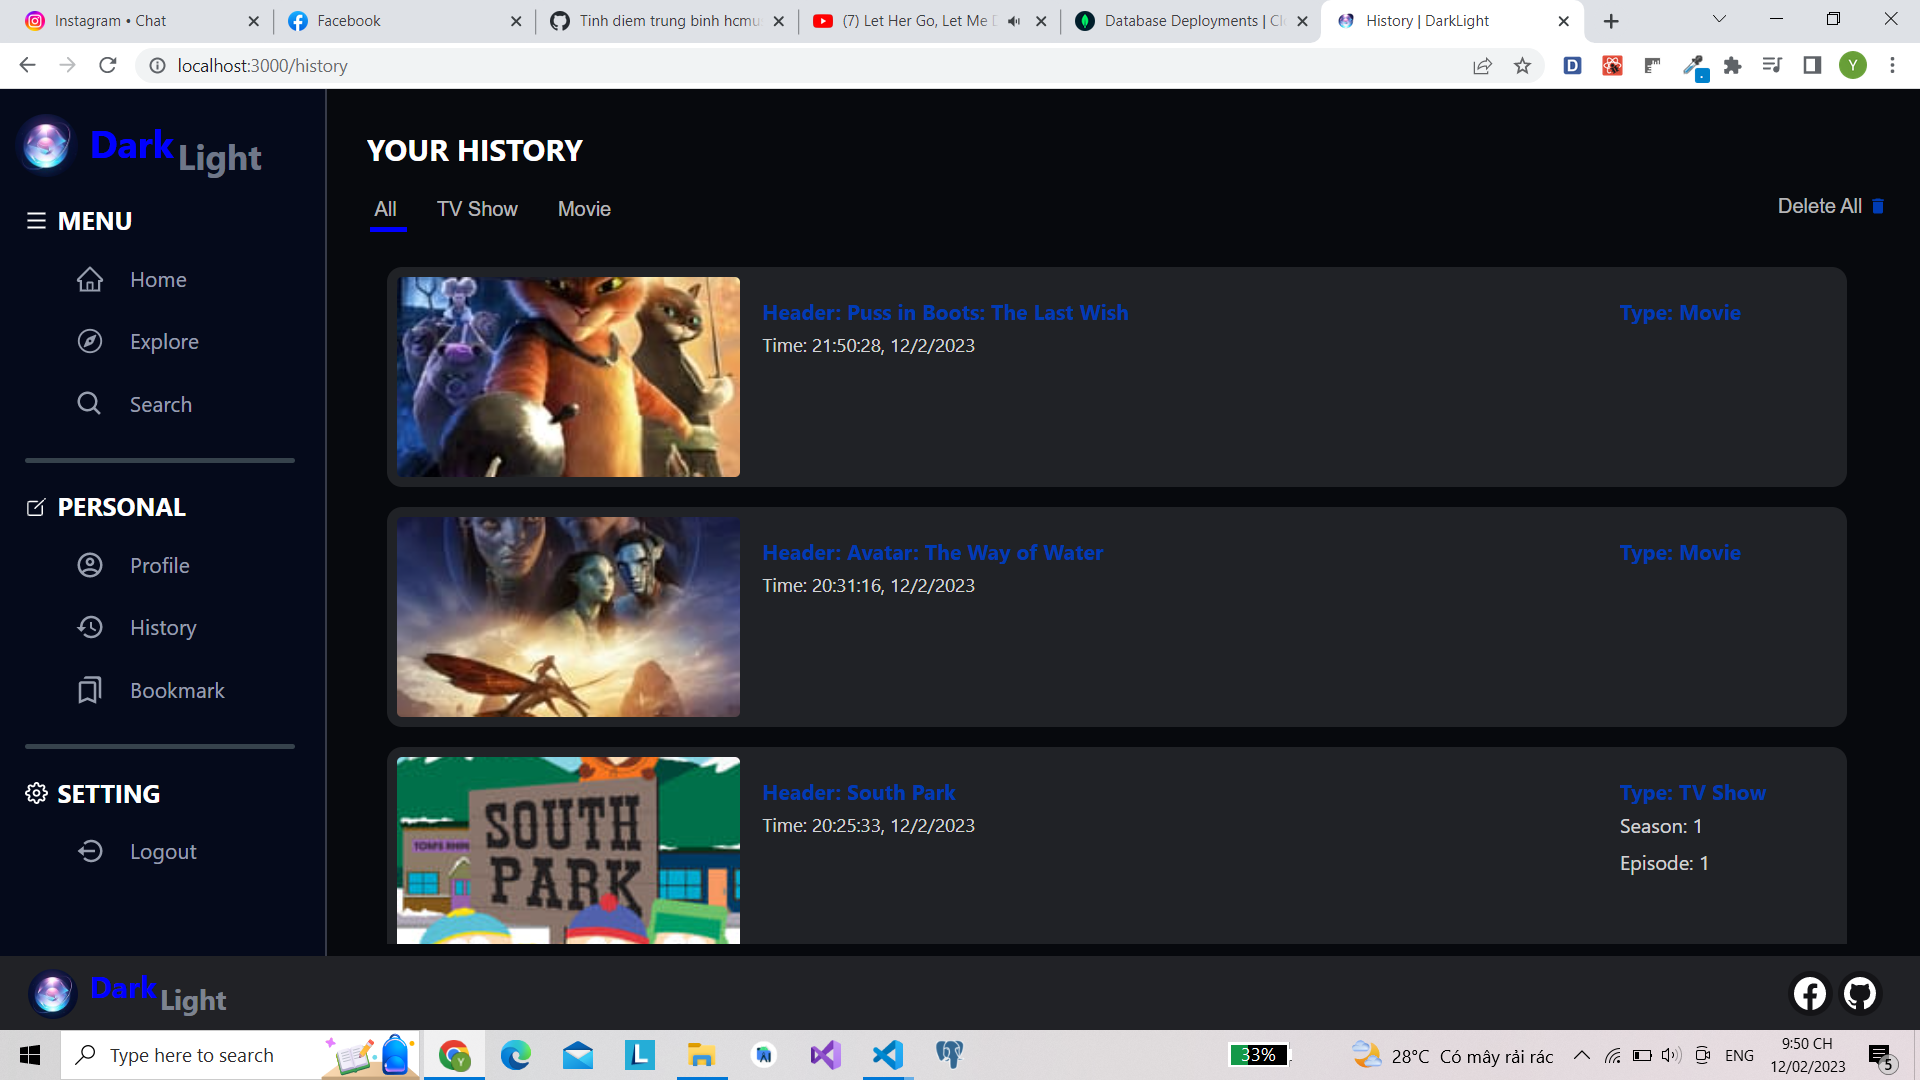 Instagram • Chat
Facebook
Tinh diem trung binh hcmu
(7) Let Her Go, Let Me D
Database Deployments | Cl
History | DarkLight
localhost:3000/history
Y
Dark Light
MENU
Home
Explore
Search
PERSONAL
Profile
History
Bookmark
SETTING
Logout
YOUR HISTORY
All
TV Show
Movie
Delete All
Header: Puss in Boots: The Last Wish
Type: Movie
Time: 21:50:28, 12/2/2023
Header: Avatar: The Way of Water
Type: Movie
Time: 20:31:16, 12/2/2023
SOUTH
PARK
Header: South Park
Type: TV Show
Time: 20:25:33, 12/2/2023
Season: 1
Episode: 1
Dark Light
Type here to search
33%
28°C Có mây rải rác
ENG
9:50 CH
12/02/2023
5